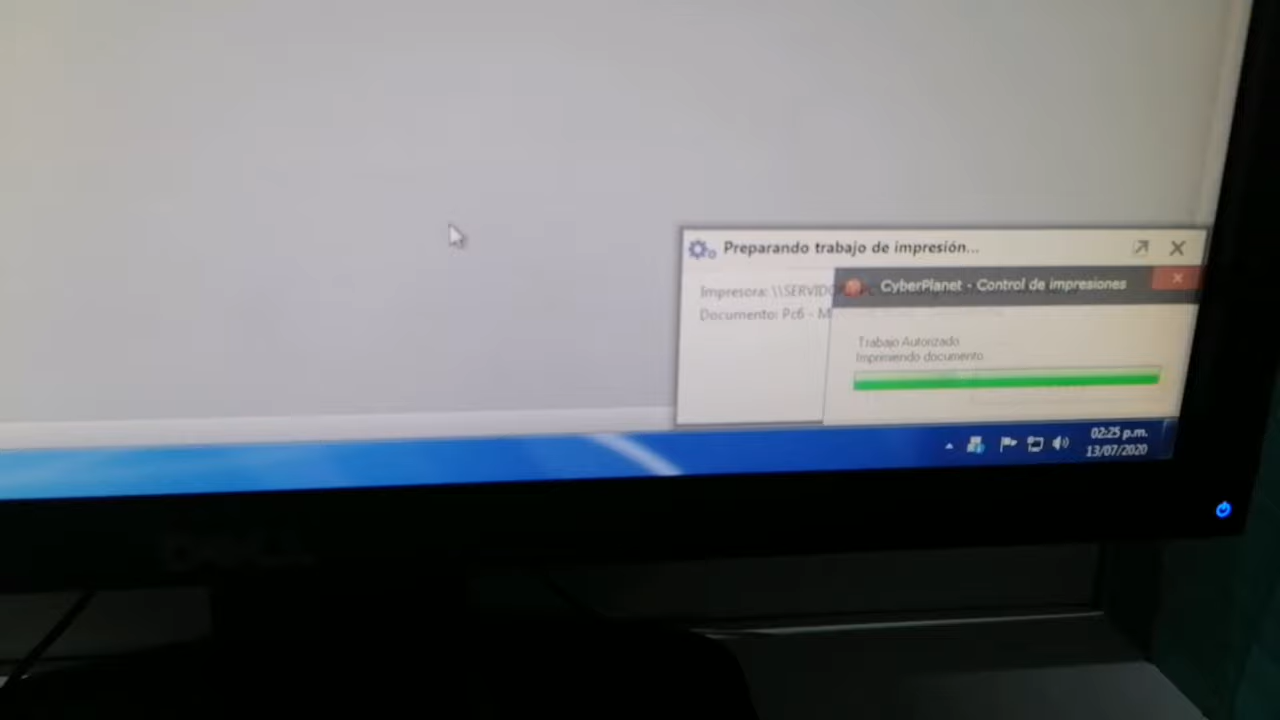 Preparando trabajo de impresión...
Impresora: \\SERVIDO
CyberPlanet - Control de impresiones
Documento: Pc6 - M
Trabajo Autorizado
Imprimiendo documento
02:25 p.m.
13/07/2020
DELL